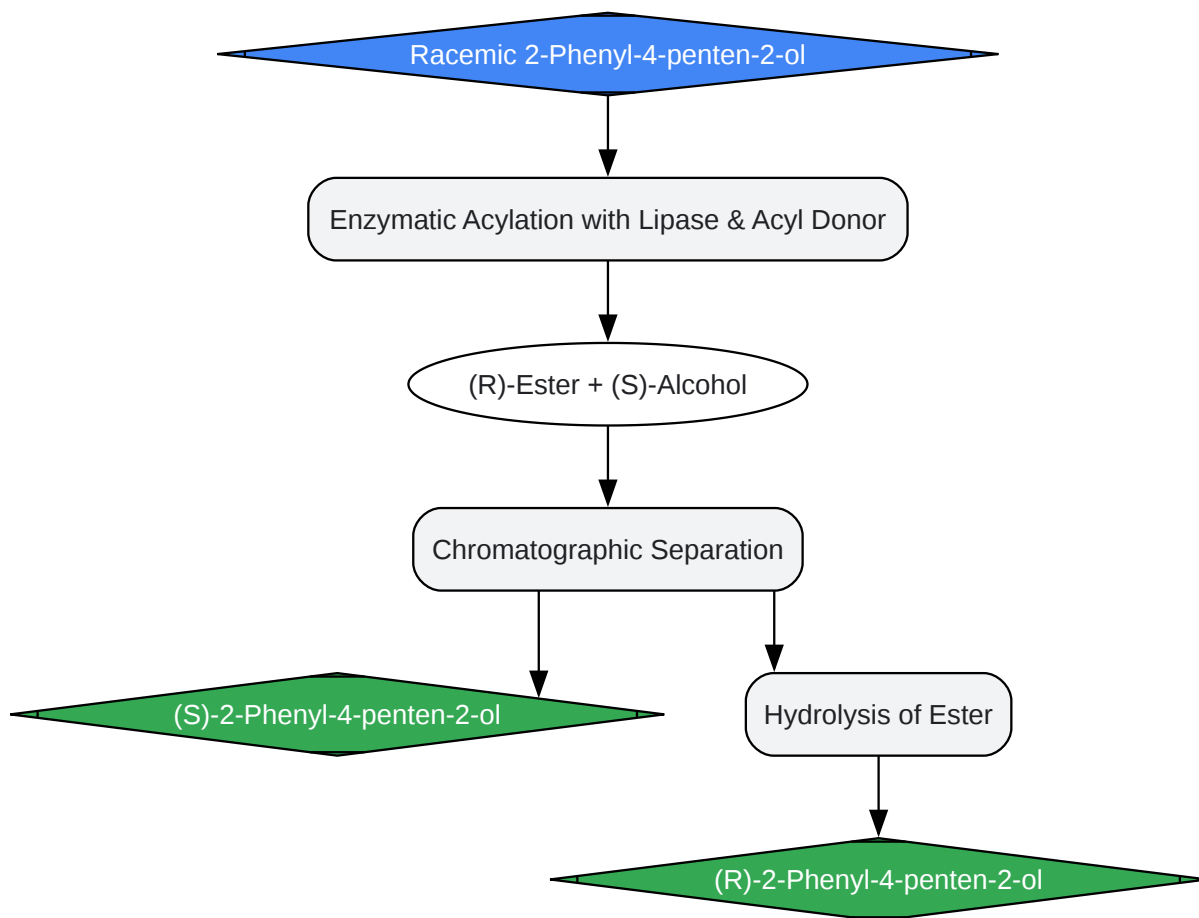 Racemic 2-Phenyl-4-penten-2-ol
Enzymatic Acylation with Lipase & Acyl Donor
(R)-Ester + (S)-Alcohol
Chromatographic Separation
(S)-2-Phenyl-4-penten-2-ol
Hydrolysis of Ester
(R)-2-Phenyl-4-penten-2-ol